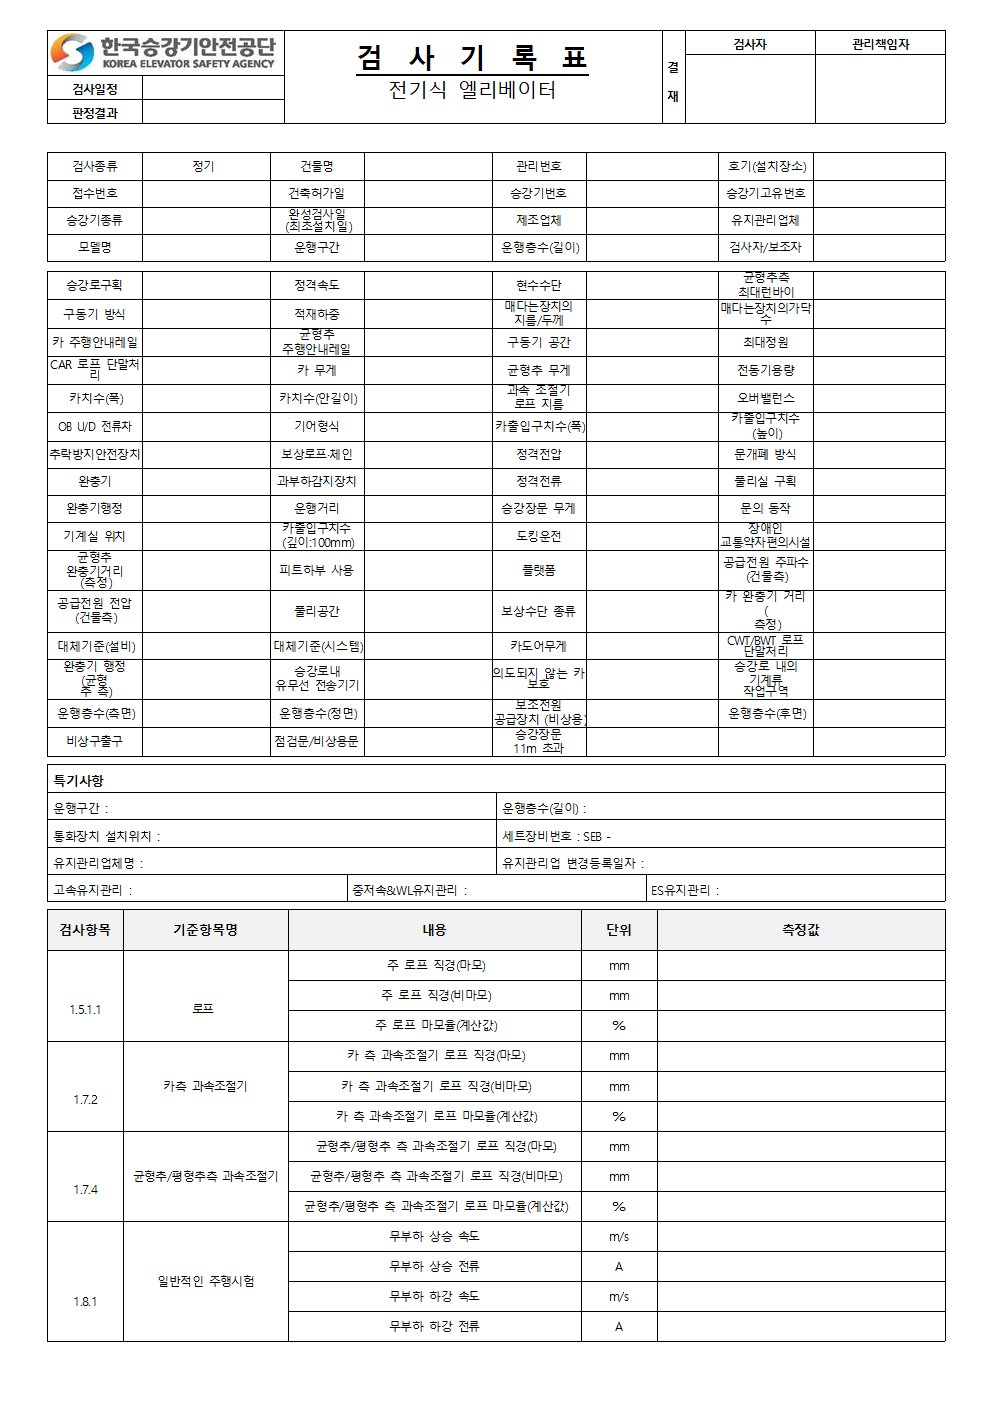 한국승강기안전공단
KOREA ELEVATOR SAFETY AGENCY
검사일정
판정결과
검 사 기 록 표
전기식 엘리베이터
결
재
검사자
관리책임자
검사종류 정기 건물명 관리번호 호기(설치장소)
접수번호 건축허가일 승강기번호 승강기고유번호
승강기종류 완성검사일
(최초설치일) 제조업체 유지관리업체
모델명 운행구간 운행층수(길이) 검사자/보조자
승강로구획 정격속도 현수수단 균형추측
최대런바이
구동기 방식 적재하중 매다는장치의
지름/두께 매다는장치의가닥
수
카 주행안내레일 균형추
주행안내레일 구동기 공간 최대정원
CAR 로프 단말처
리 카 무게 균형추 무게 전동기용량
카치수(폭) 카치수(안길이) 과속 조절기
로프 지름 오버밸런스
OB U/D 전류차 기어형식 카출입구치수(폭) 카출입구치수
(높이)
추락방지안전장치 보상로프·체인 정격전압 문개폐 방식
완충기 과부하감지장치 정격전류 풀리실 구획
완충기행정 운행거리 승강장문 무게 문의 동작
기계실 위치 카출입구치수
(깊이:100mm) 도킹운전 장애인
교통약자편의시설
균형추
완충기거리
(측정) 피트하부 사용 플랫폼 공급전원 주파수
(건물측)
공급전원 전압
(건물측) 풀리공간 보상수단 종류 카 완충기 거리
(
측정)
대체기준(설비) 대체기준(시스템) 카도어무게 CWT/BWT 로프
단말처리
완충기 행정
(균형
추 측) 승강로내
유무선 전송기기 의도되지 않는 카
보호 승강로 내의
기계류
작업구역
운행층수(측면) 운행층수(정면) 보조전원
공급장치 (비상용) 운행층수(후면)
비상구출구 점검문/비상용문 승강장문
11m 초과
특기사항
운행구간 : 운행층수(길이) :
통화장치 설치위치 : 세트장비번호 : SEB -
유지관리업체명 : 유지관리업 변경등록일자 :
고속유지관리 : 중저속&WL유지관리 : ES유지관리 :
검사항목 기준항목명 내용 단위 측정값
1.5.1.1 로프
주 로프 직경(마모) mm
주 로프 직경(비마모) mm
주 로프 마모율(계산값) %
1.7.2 카측 과속조절기
카 측 과속조절기 로프 직경(마모) mm
카 측 과속조절기 로프 직경(비마모) mm
카 측 과속조절기 로프 마모율(계산값) %
1.7.4 균형추/평형추측 과속조절기
균형추/평형추 측 과속조절기 로프 직경(마모) mm
균형추/평형추 측 과속조절기 로프 직경(비마모) mm
균형추/평형추 측 과속조절기 로프 마모율(계산값) %
1.8.1 일반적인 주행시험
무부하 상승 속도 m/s
무부하 상승 전류 A
무부하 하강 속도 m/s
무부하 하강 전류 A